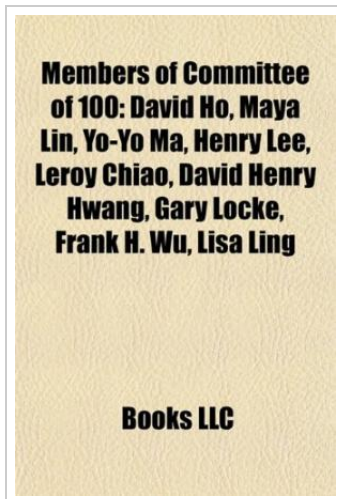 Members of Committee
of 100: David Ho, Maya
Lin, Yo-Yo Ma, Henry Lee,
Leroy Chiao, David Henry
Hwang, Gary Locke,
Frank H. Wu, Lisa Ling
Books LLC